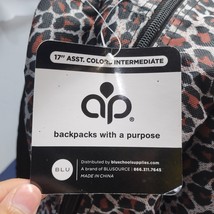 17" ASST. COLORS, INTERMEDIATE
ap
backpacks with a purpose
BLU
Distributed by bluschoolsupplies.com
A brand of BLUSOURCE | 866.311.7645
MADE IN CHINA